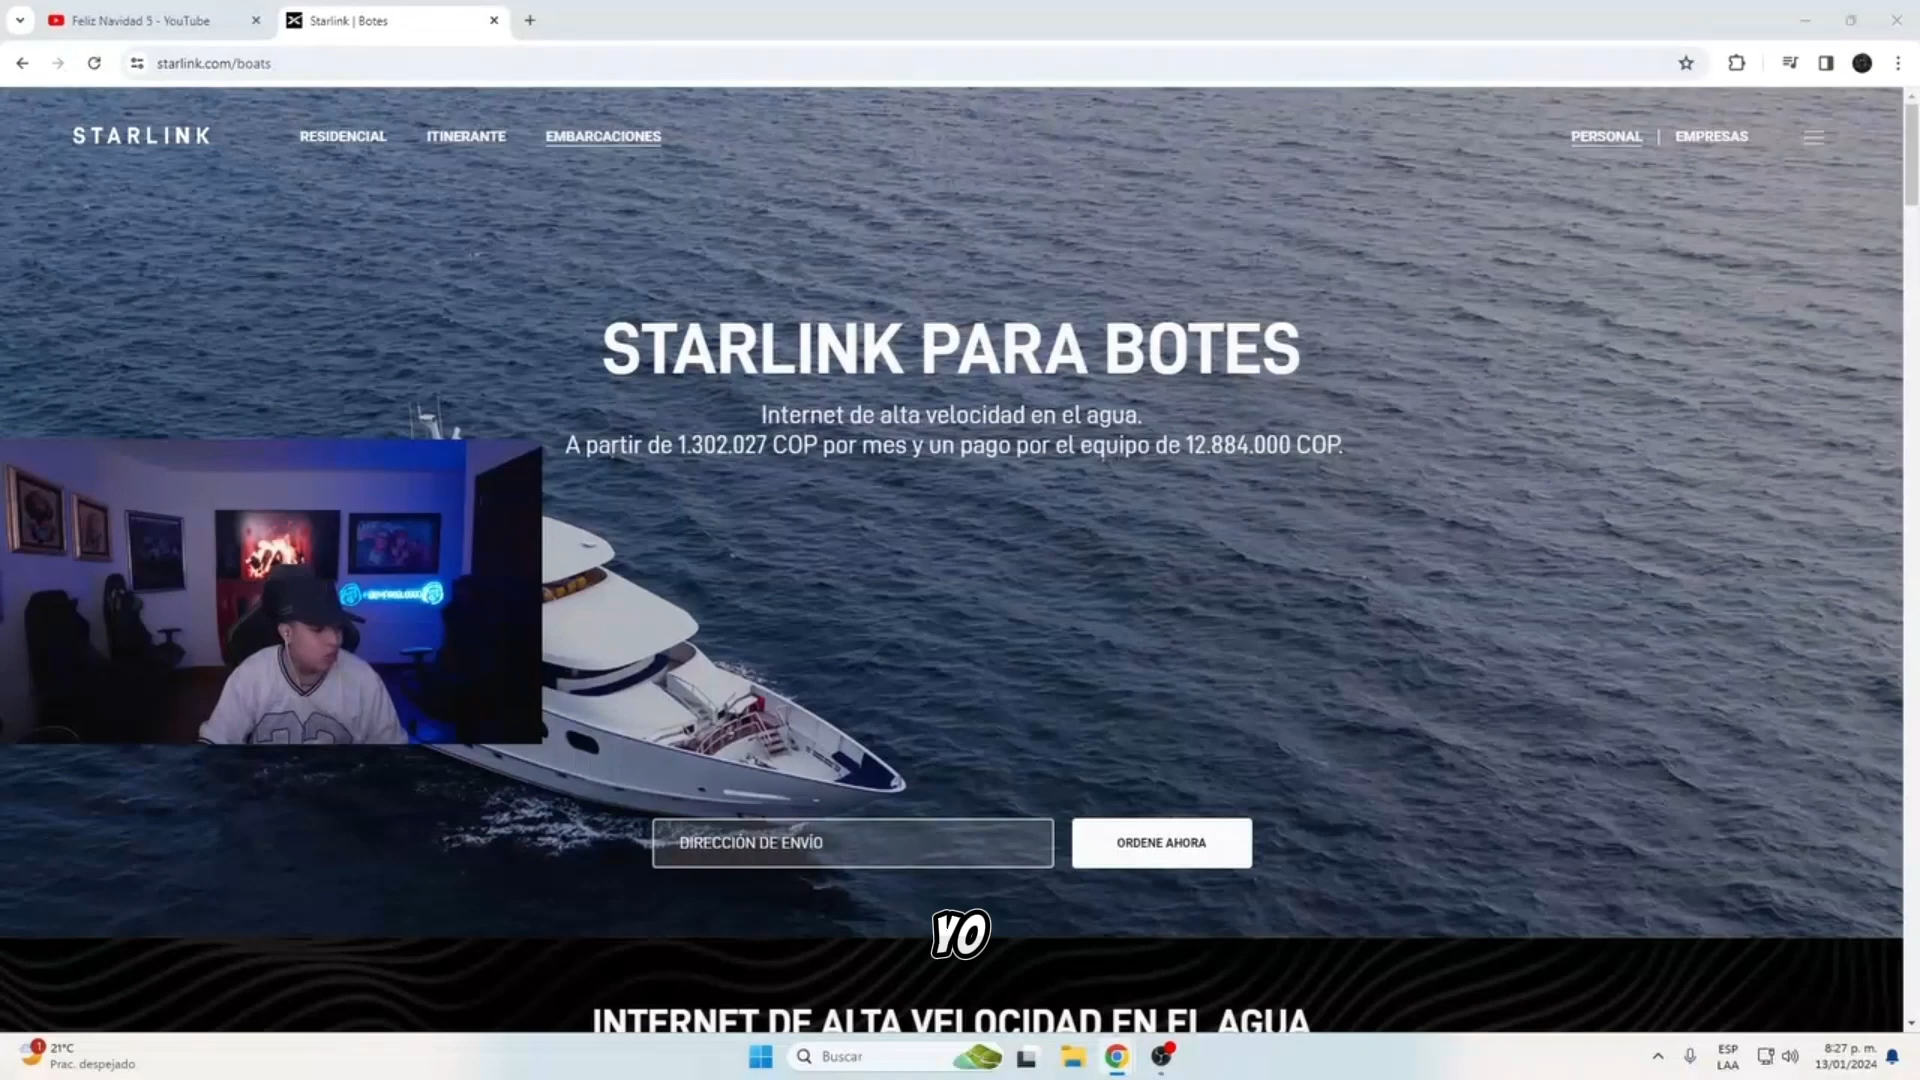 Feliz Navidad 5 - YouTube
Starlink | Botes
starlink.com/boats
STARLINK
RESIDENCIAL
ITINERANTE
EMBARCACIONES
PERSONAL | EMPRESAS
STARLINK PARA BOTES
Internet de alta velocidad en el agua.
A partir de 1.302.027 COP por mes y un pago por el equipo de 12.884.000 COP.
DIRECCIÓN DE ENVÍO
ORDENE AHORA
YO
INTERNET DE ALTA VELOCIDAD EN EL AGUA
1
21°C
Prac. despejado
Buscar
ESP
LAA
8:27 p. m.
13/01/2024